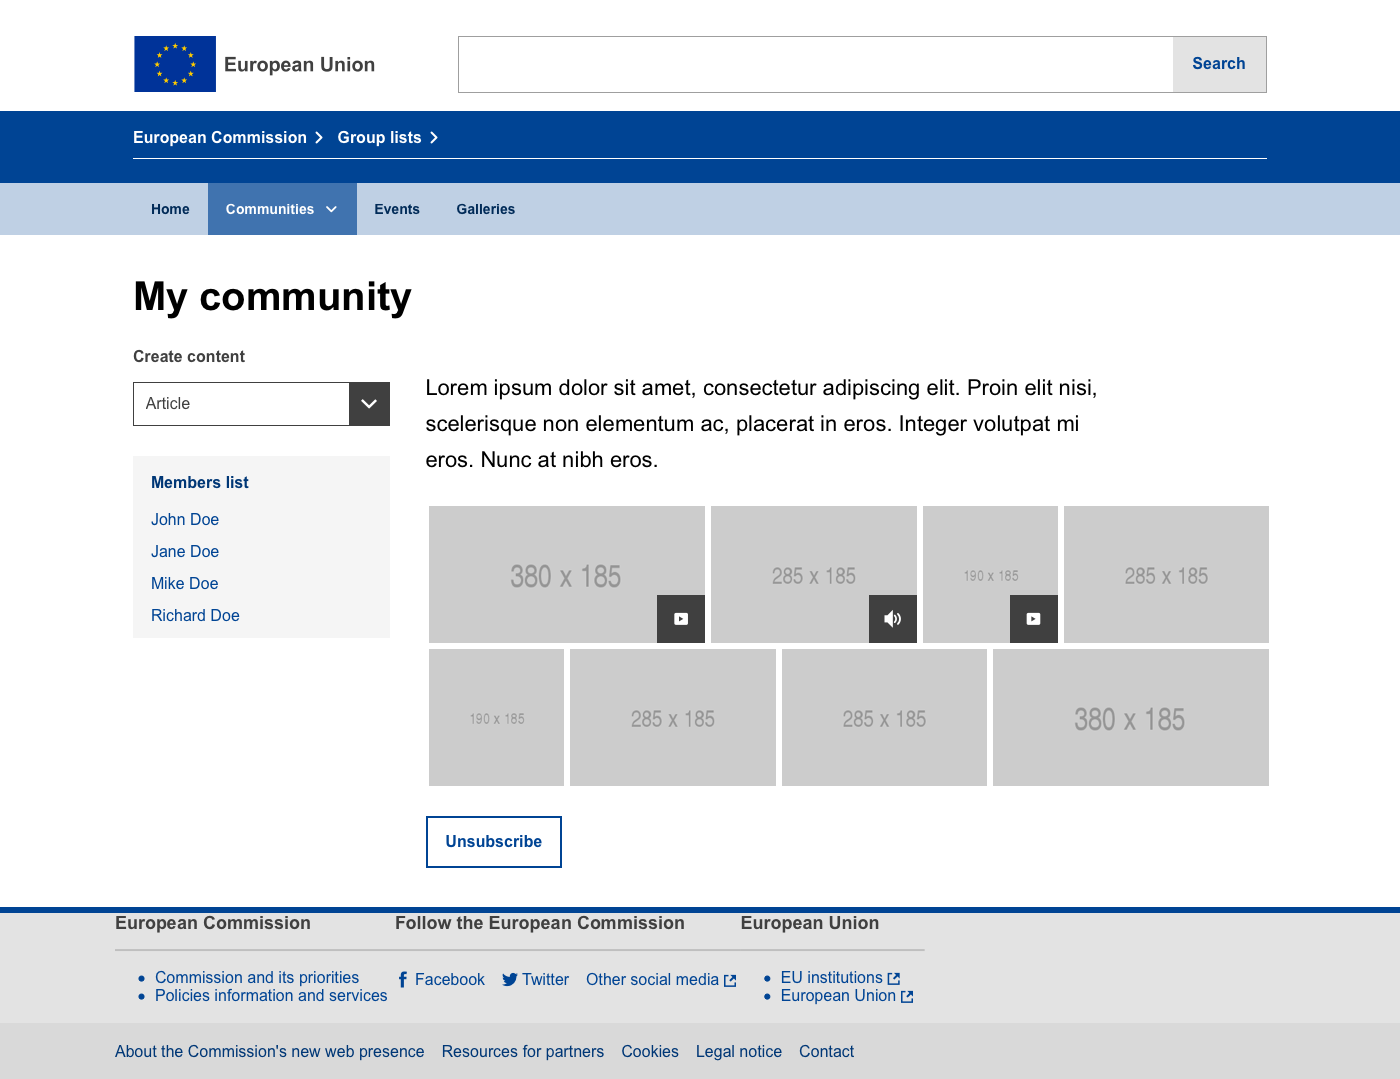 European Union
Search
European Commission
Group lists
Home
Communities
Events
Galleries
My community
Create content
Article
Members list
John Doe
Jane Doe
Mike Doe
Richard Doe
Lorem ipsum dolor sit amet, consectetur adipiscing elit. Proin elit nisi,
scelerisque non elementum ac, placerat in eros. Integer volutpat mi
eros. Nunc at nibh eros.
380 x 185
285 x 185
190 x 185
285 x 185
190 x 185
285 x 185
285 x 185
380 x 185
Unsubscribe
European Commission
Commission and its priorities
Policies information and services
Follow the European Commission
Facebook
Twitter
Other social media
European Union
EU institutions
European Union
About the Commission's new web presence
Resources for partners
Cookies
Legal notice
Contact